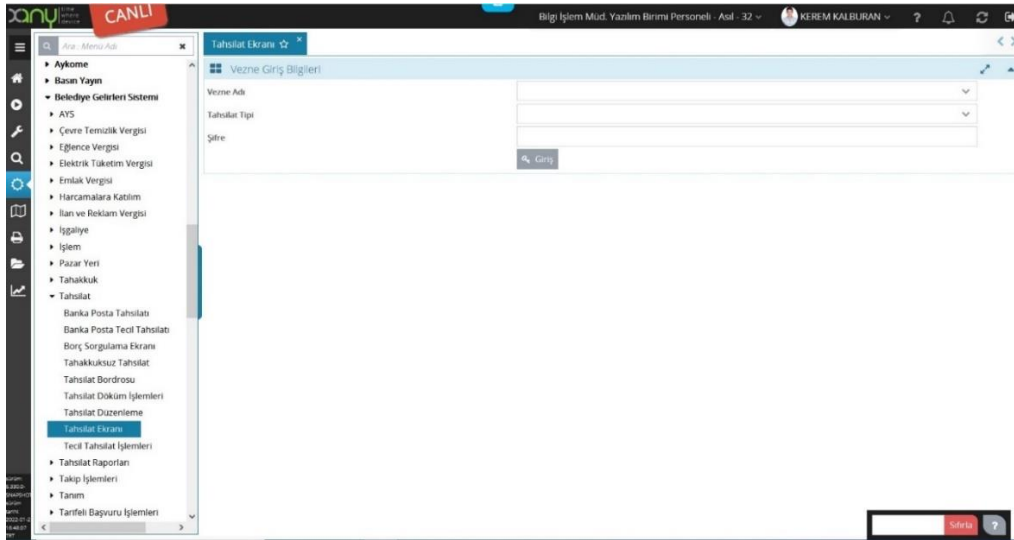 any
time
where
device
CANLI
Bilgi İşlem Müd. Yazılım Birimi Personeli - Asıl - 32
KEREM KALBURAN
?
Ara : Menü Adı
Tahsilat Ekranı
Aykome
Basın Yayın
Belediye Gelirleri Sistemi
AYS
Çevre Temizlik Vergisi
Eğlence Vergisi
Elektrik Tüketim Vergisi
Emlak Vergisi
Harcamalara Katılım
İlan ve Reklam Vergisi
İşgaliye
İşlem
Pazar Yeri
Tahakkuk
Tahsilat
Banka Posta Tahsilatı
Banka Posta Tecil Tahsilatı
Borç Sorgulama Ekranı
Tahakkuksuz Tahsilat
Tahsilat Bordrosu
Tahsilat Döküm İşlemleri
Tahsilat Düzenleme
Tahsilat Ekranı
Tecil Tahsilat İşlemleri
Tahsilat Raporları
Takip İşlemleri
Tanım
Tarifeli Başvuru İşlemleri
Vezne Giriş Bilgileri
Vezne Adı
Tahsilat Tipi
Şifre
Giriş
Sıfırla
?